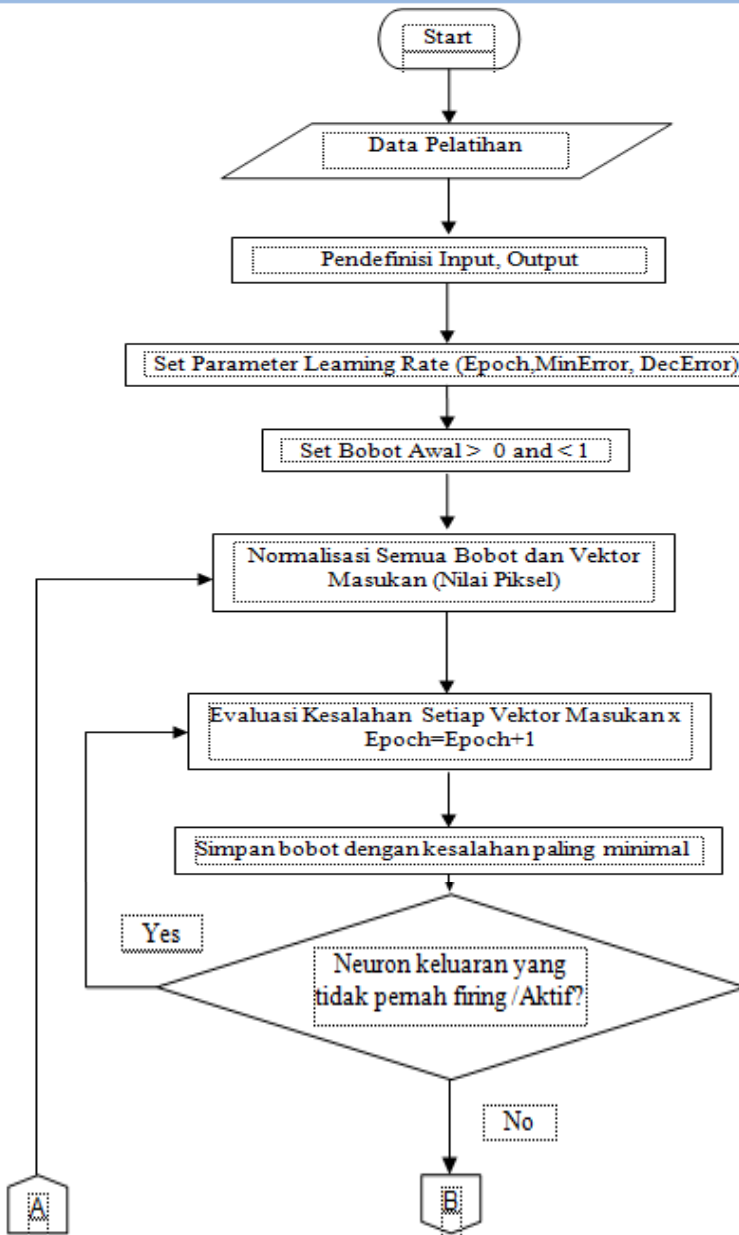 Start
Data Pelatihan
Pendefinisi Input, Output
Set Parameter Learning Rate (Epoch,MinError, DecError)
Set Bobot Awal > 0 and < 1
Normalisasi Semua Bobot dan Vektor
Masukan (Nilai Piksel)
Evaluasi Kesalahan Setiap Vektor Masukan x
Epoch=Epoch+1
Simpan bobot dengan kesalahan paling minimal
Yes
Neuron keluaran yang
tidak pernah firing /Aktif?
No
A
B